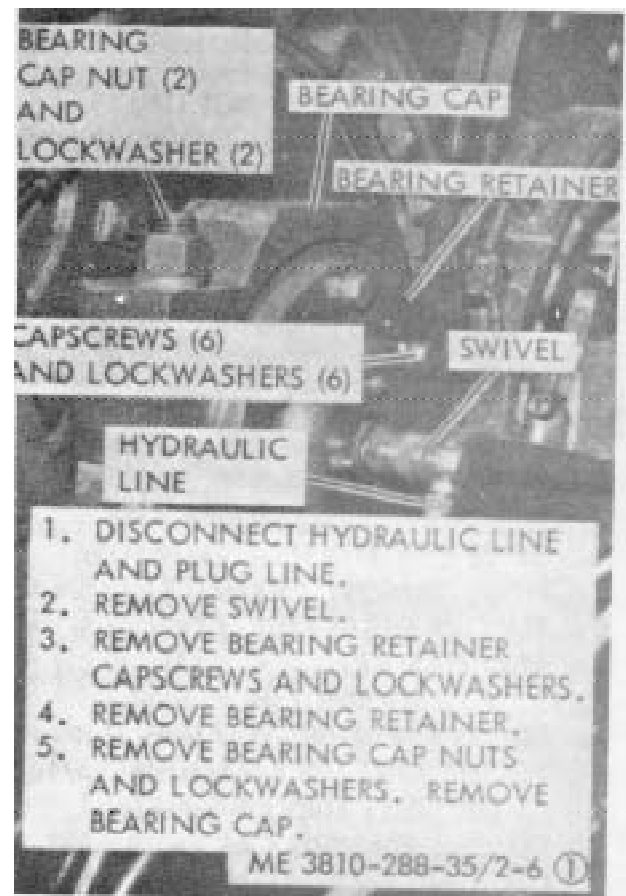 BEARING
CAP NUT (2)
AND
LOCKWASHER (2)
BEARING CAP
BEARING RETAINER
CAPSCREWS (6)
AND LOCKWASHERS (6)
SWIVEL
HYDRAULIC
LINE
1. DISCONNECT HYDRAULIC LINE
AND PLUG LINE.
2. REMOVE SWIVEL.
3. REMOVE BEARING RETAINER
CAPSCREWS AND LOCKWASHERS.
4. REMOVE BEARING RETAINER.
5. REMOVE BEARING CAP NUTS
AND LOCKWASHERS. REMOVE
BEARING CAP.
ME 3810-288-35/2-6 ①